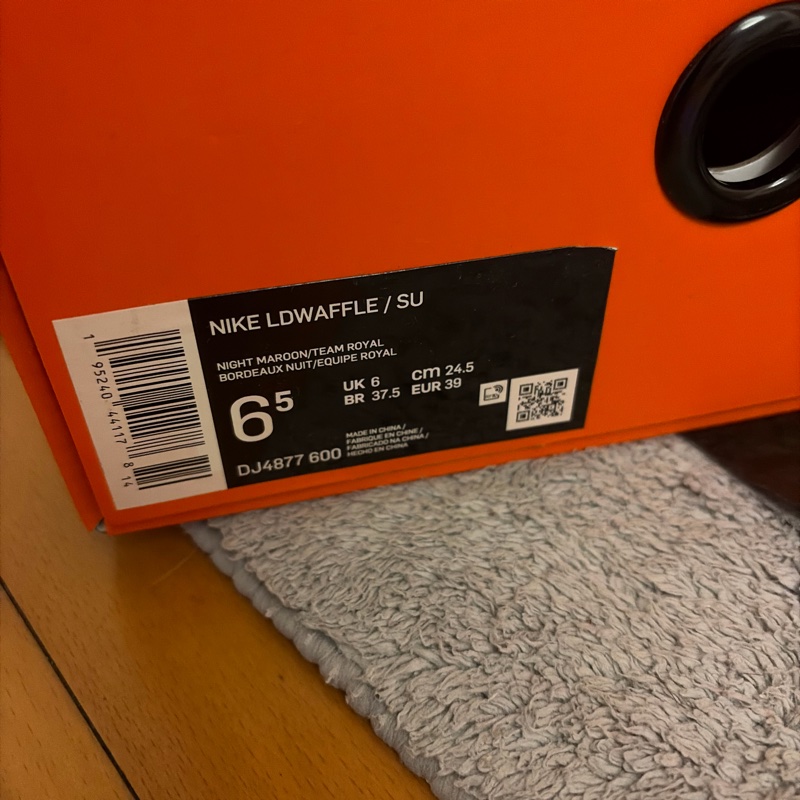 NIKE LDWAFFLE / SU
NIGHT MAROON/TEAM ROYAL
BORDEAUX NUIT/EQUIPE ROYAL
6⁵
UK 6
BR 37.5
cm 24.5
EUR 39
MADE IN CHINA /
FABRIQUE EN CHINE /
FABRICADO NA CHINA /
HECHO EN CHINA
DJ4877 600
1 95240 44177 8 14